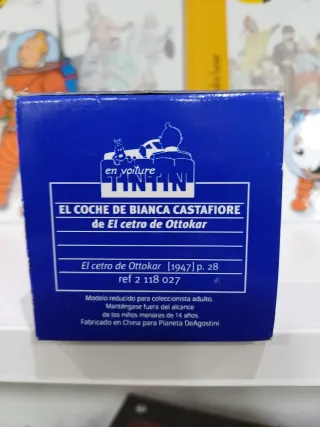 en voiture
TINTIN
EL COCHE DE BIANCA CASTAFIORE
de El cetro de Ottokar
El cetro de Ottokar [1947] p. 28
ref 2 118 027
Modelo reducido para coleccionista adulto.
Manténgase fuera del alcance
de los niños menores de 14 años.
Fabricado en China para Planeta DeAgostini